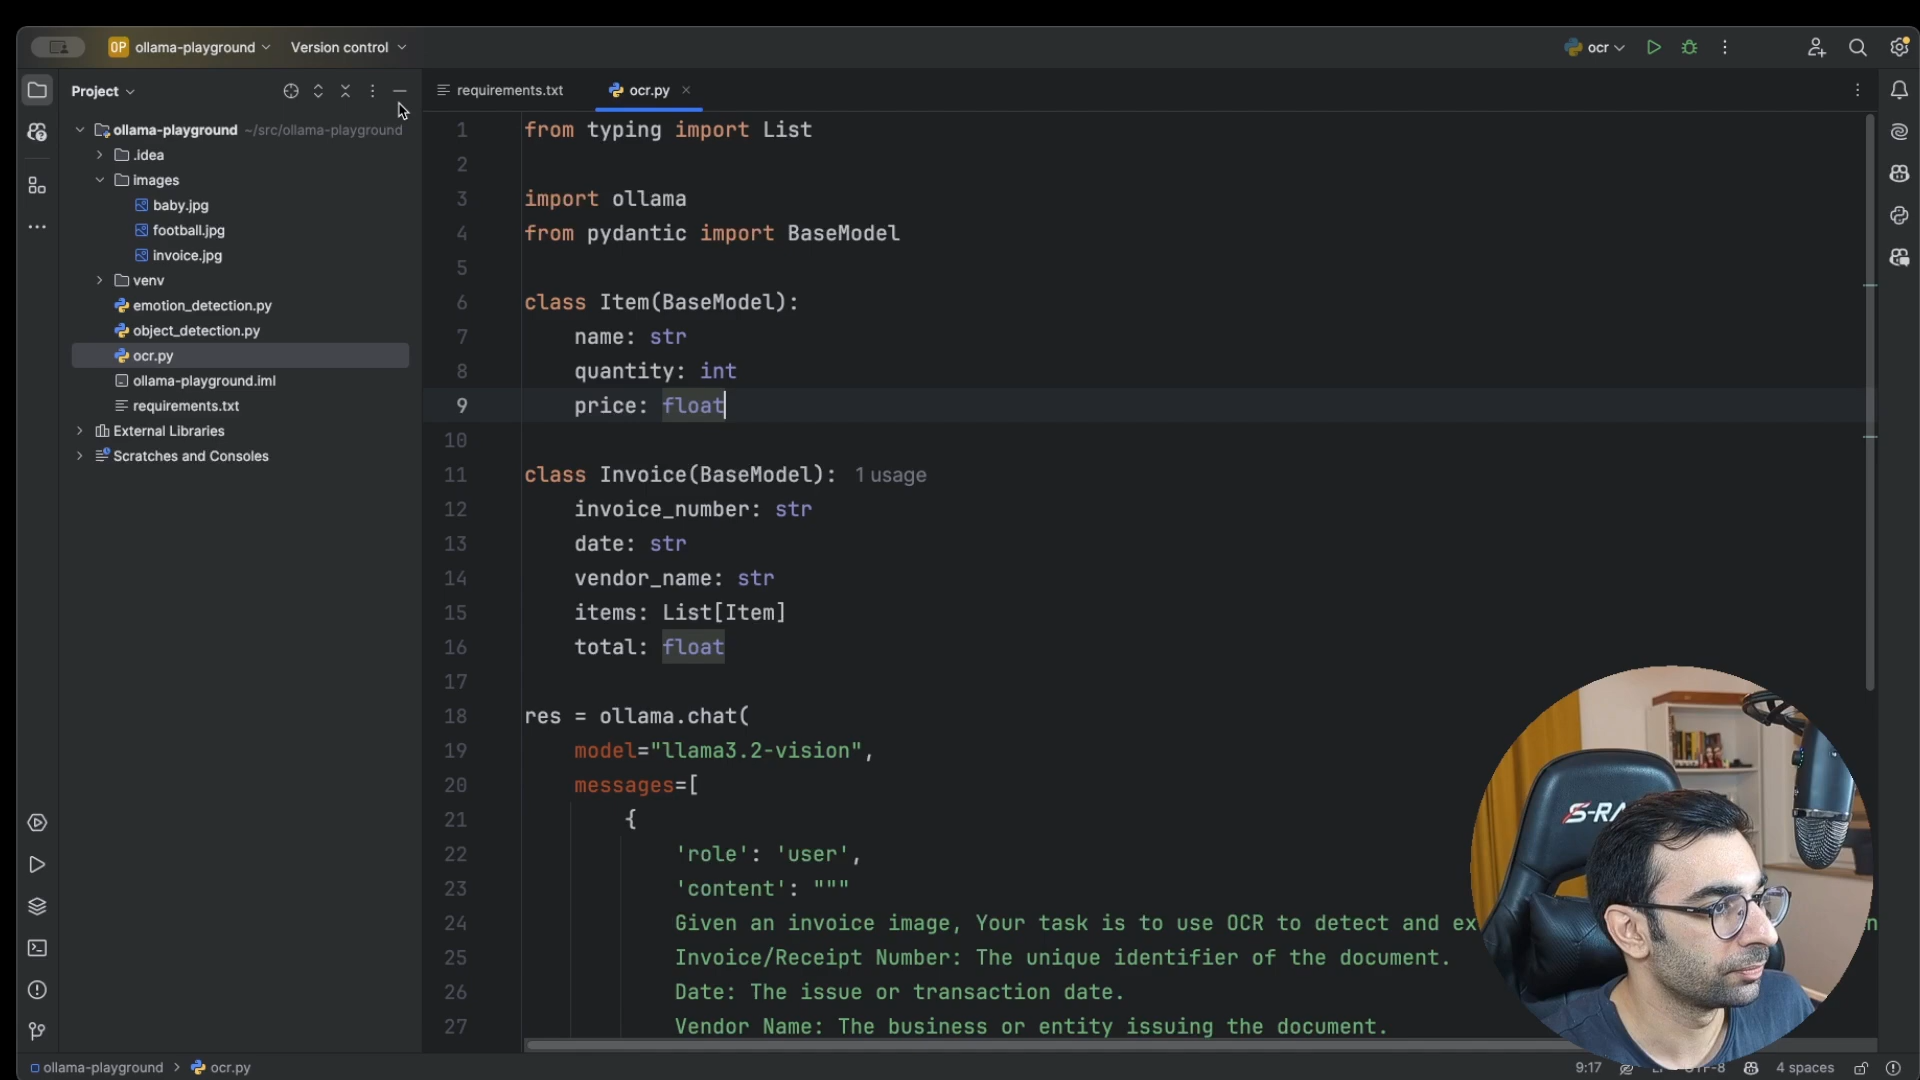 OP ollama-playground Version control ocr
Project requirements.txt ocr.py
ollama-playground ~/src/ollama-playground
.idea
images
baby.jpg
football.jpg
invoice.jpg
venv
emotion_detection.py
object_detection.py
ocr.py
ollama-playground.iml
requirements.txt
External Libraries
Scratches and Consoles
1 from typing import List
2
3 import ollama
4 from pydantic import BaseModel
5
6 class Item(BaseModel):
7 name: str
8 quantity: int
9 price: float
10
11 class Invoice(BaseModel): 1 usage
12 invoice_number: str
13 date: str
14 vendor_name: str
15 items: List[Item]
16 total: float
17
18 res = ollama.chat(
19 model="llama3.2-vision",
20 messages=[
21 {
22 'role': 'user',
23 'content': """
24 Given an invoice image, Your task is to use OCR to detect and
25 Invoice/Receipt Number: The unique identifier of the document.
26 Date: The issue or transaction date.
27 Vendor Name: The business or entity issuing the document.
ollama-playground > ocr.py 9:17 4 spaces